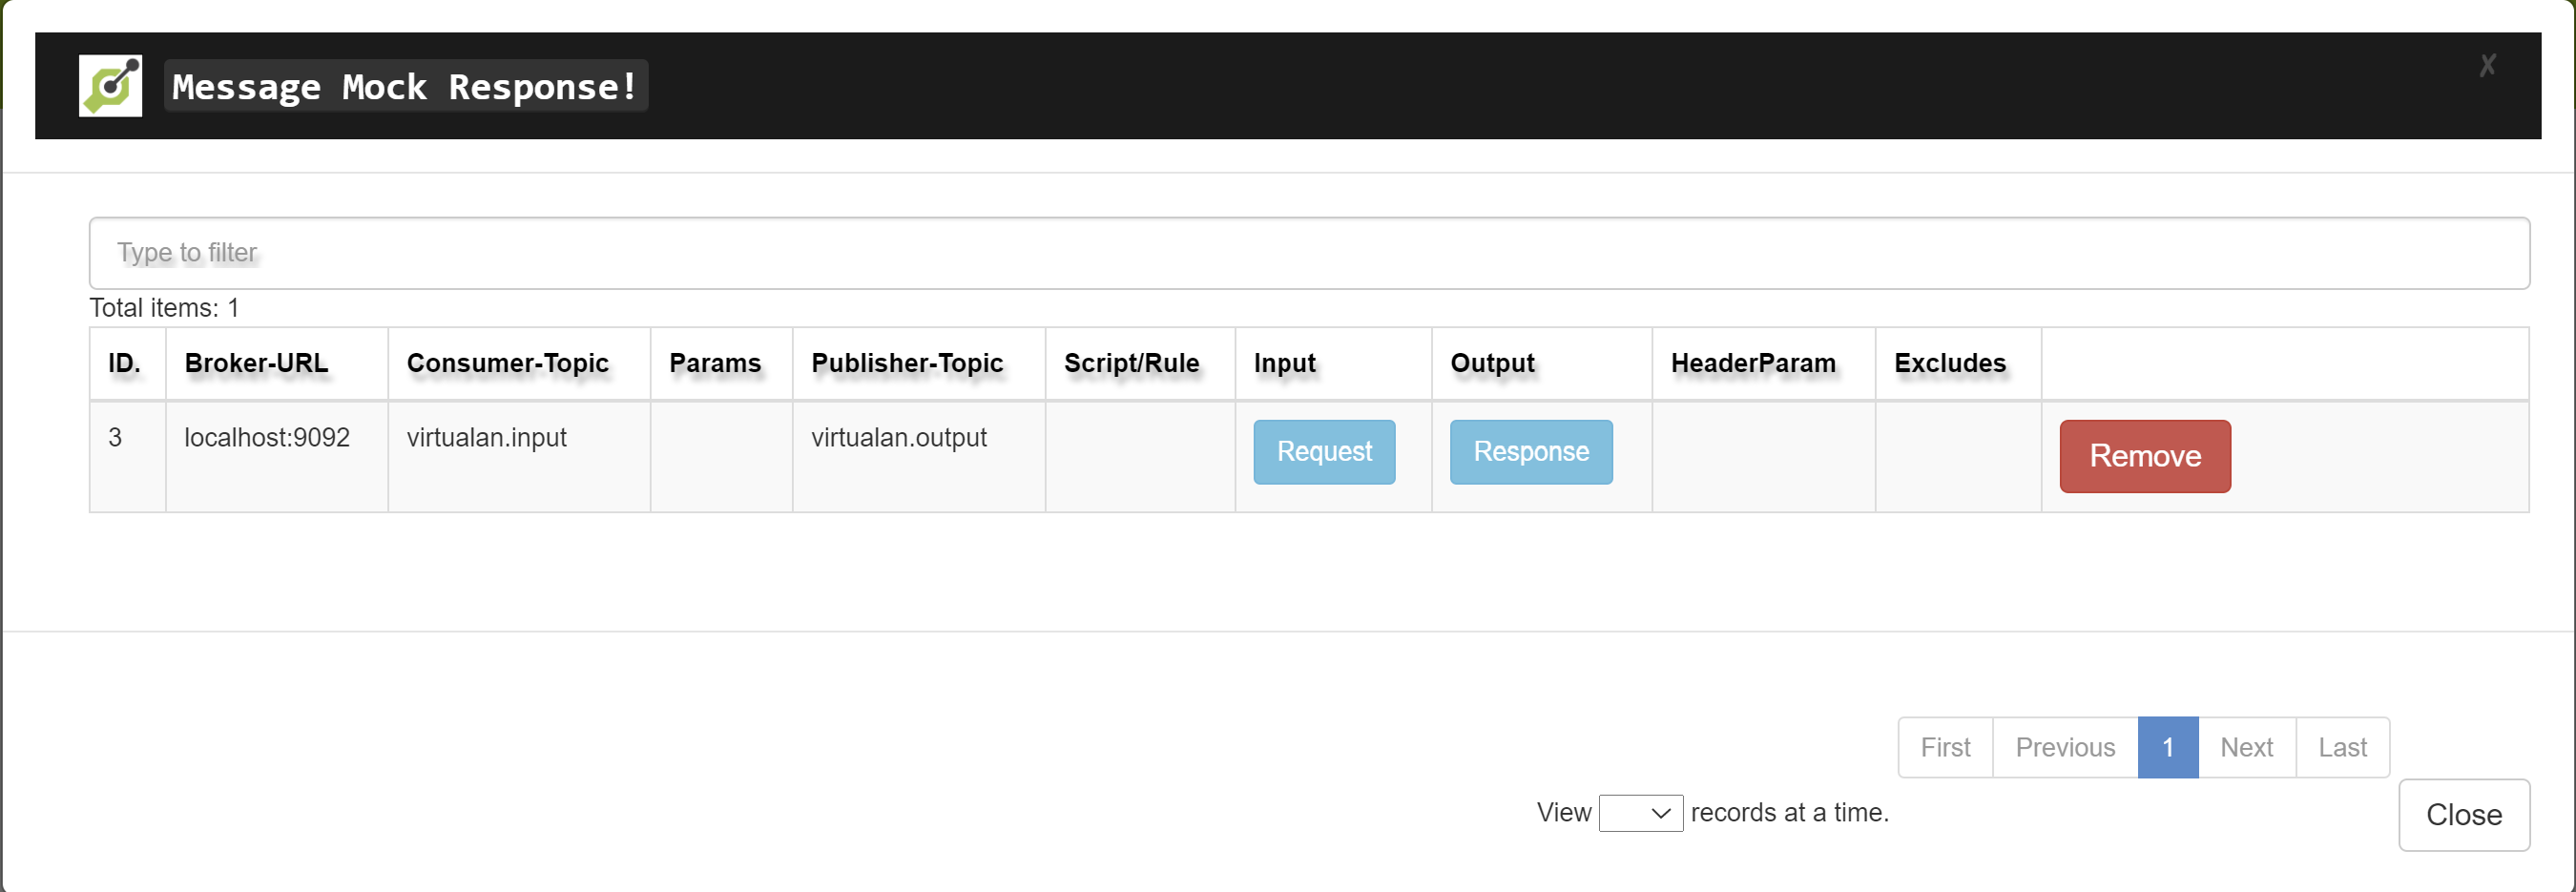 Message Mock Response!
✗
Type to filter
Total items: 1
ID. Broker-URL Consumer-Topic Params Publisher-Topic Script/Rule Input Output HeaderParam Excludes
3 localhost:9092 virtualan.input virtualan.output Request Response Remove
First Previous 1 Next Last
View records at a time.
Close